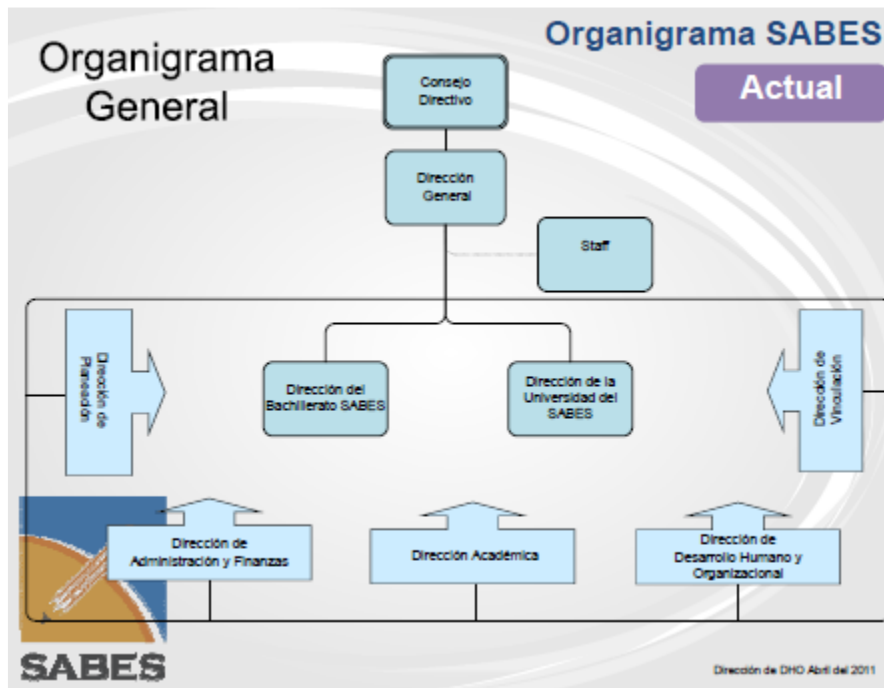 Organigrama
General
Organigrama SABES
Actual
Consejo
Directivo
Dirección
General
Staff
Dirección de
Planeación
Dirección del
Bachillerato SABES
Dirección de la
Universidad del
SABES
Dirección de
Vinculación
Dirección de
Administración y Finanzas
Dirección Académica
Dirección de
Desarrollo Humano y
Organizacional
SABES
Dirección de DHO Abril del 2011